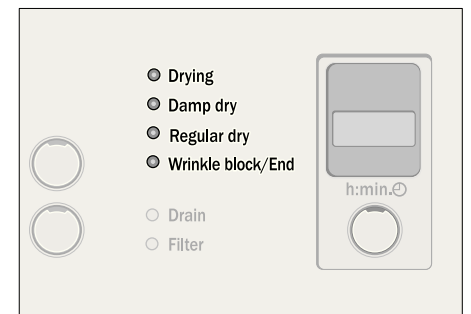 Drying
Damp dry
Regular dry
Wrinkle block/End
h:min.
Drain
Filter